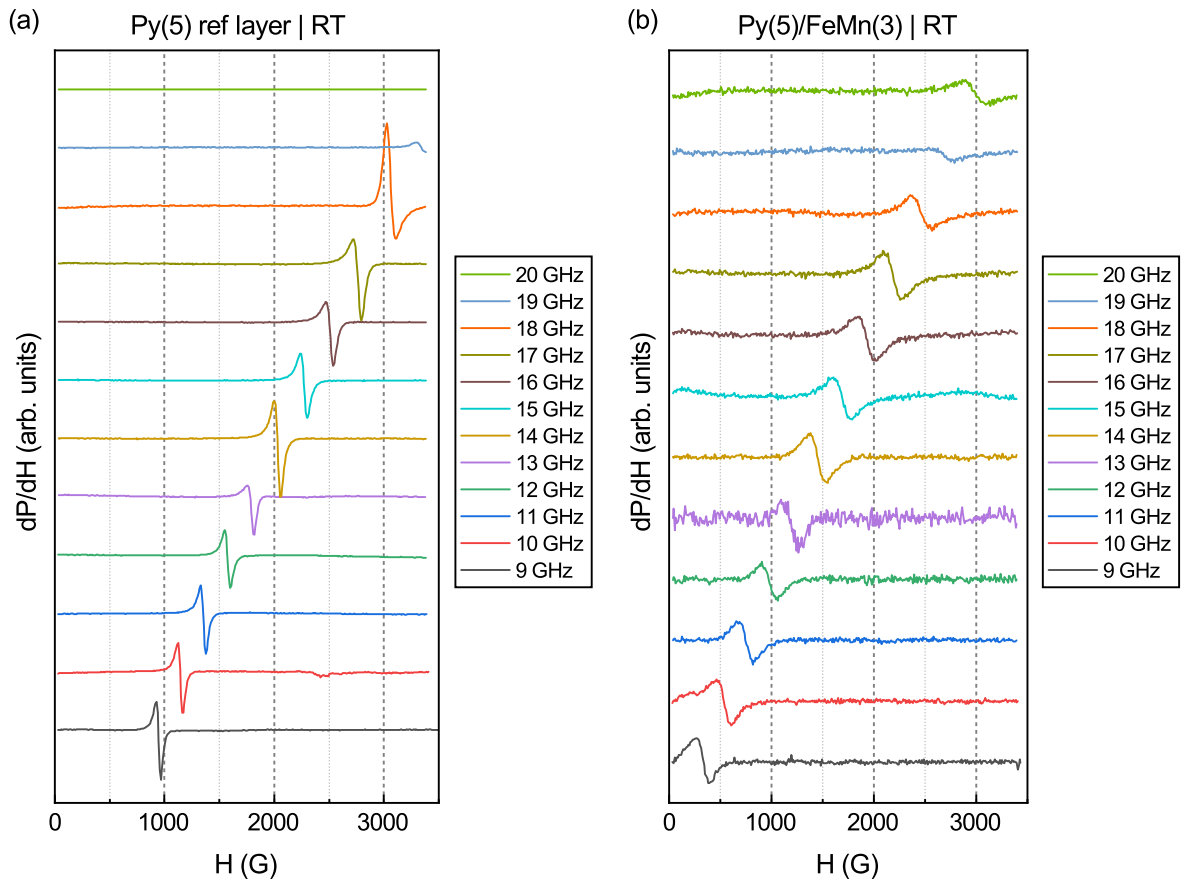 (a)
Py(5) ref layer | RT
dP/dH (arb. units)
0 1000 2000 3000
H (G)
20 GHz
19 GHz
18 GHz
17 GHz
16 GHz
15 GHz
14 GHz
13 GHz
12 GHz
11 GHz
10 GHz
9 GHz
(b)
Py(5)/FeMn(3) | RT
dP/dH (arb. units)
0 1000 2000 3000
H (G)
20 GHz
19 GHz
18 GHz
17 GHz
16 GHz
15 GHz
14 GHz
13 GHz
12 GHz
11 GHz
10 GHz
9 GHz